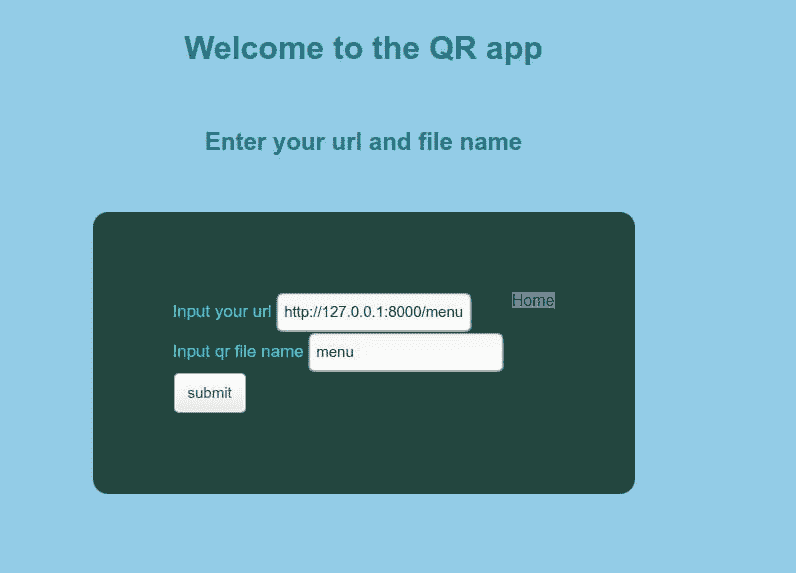 Welcome to the QR app
Enter your url and file name
Input your url http://127.0.0.1:8000/menu
Home
Input qr file name menu
submit